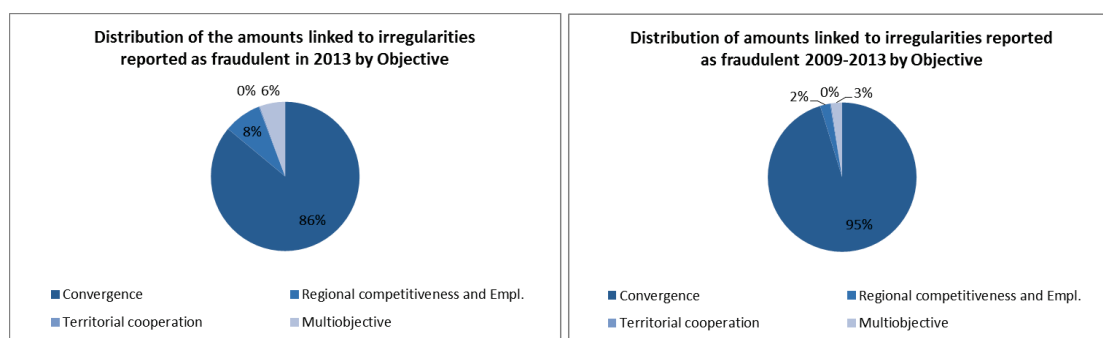 Distribution of the amounts linked to irregularities
reported as fraudulent in 2013 by Objective
0% 6%
8%
86%
Convergence
Regional competitiveness and Empl.
Territorial cooperation
Multiobjective
Distribution of amounts linked to irregularities reported
as fraudulent 2009-2013 by Objective
2% 0% 3%
95%
Convergence
Regional competitiveness and Empl.
Territorial cooperation
Multiobjective